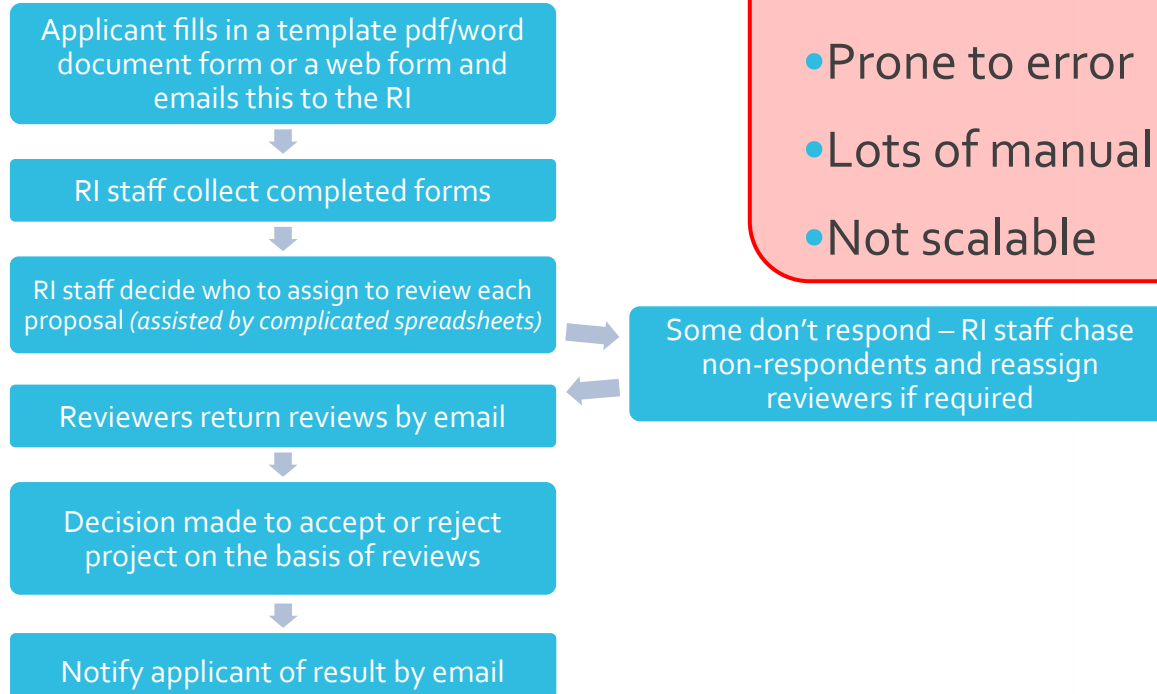 Applicant fills in a template pdf/word
document form or a web form and
emails this to the RI
RI staff collect completed forms
RI staff decide who to assign to review each
proposal (assisted by complicated spreadsheets)
Some don’t respond – RI staff chase
non-respondents and reassign
reviewers if required
Reviewers return reviews by email
Decision made to accept or reject
project on the basis of reviews
Notify applicant of result by email
•Prone to error
•Lots of manual
•Not scalable